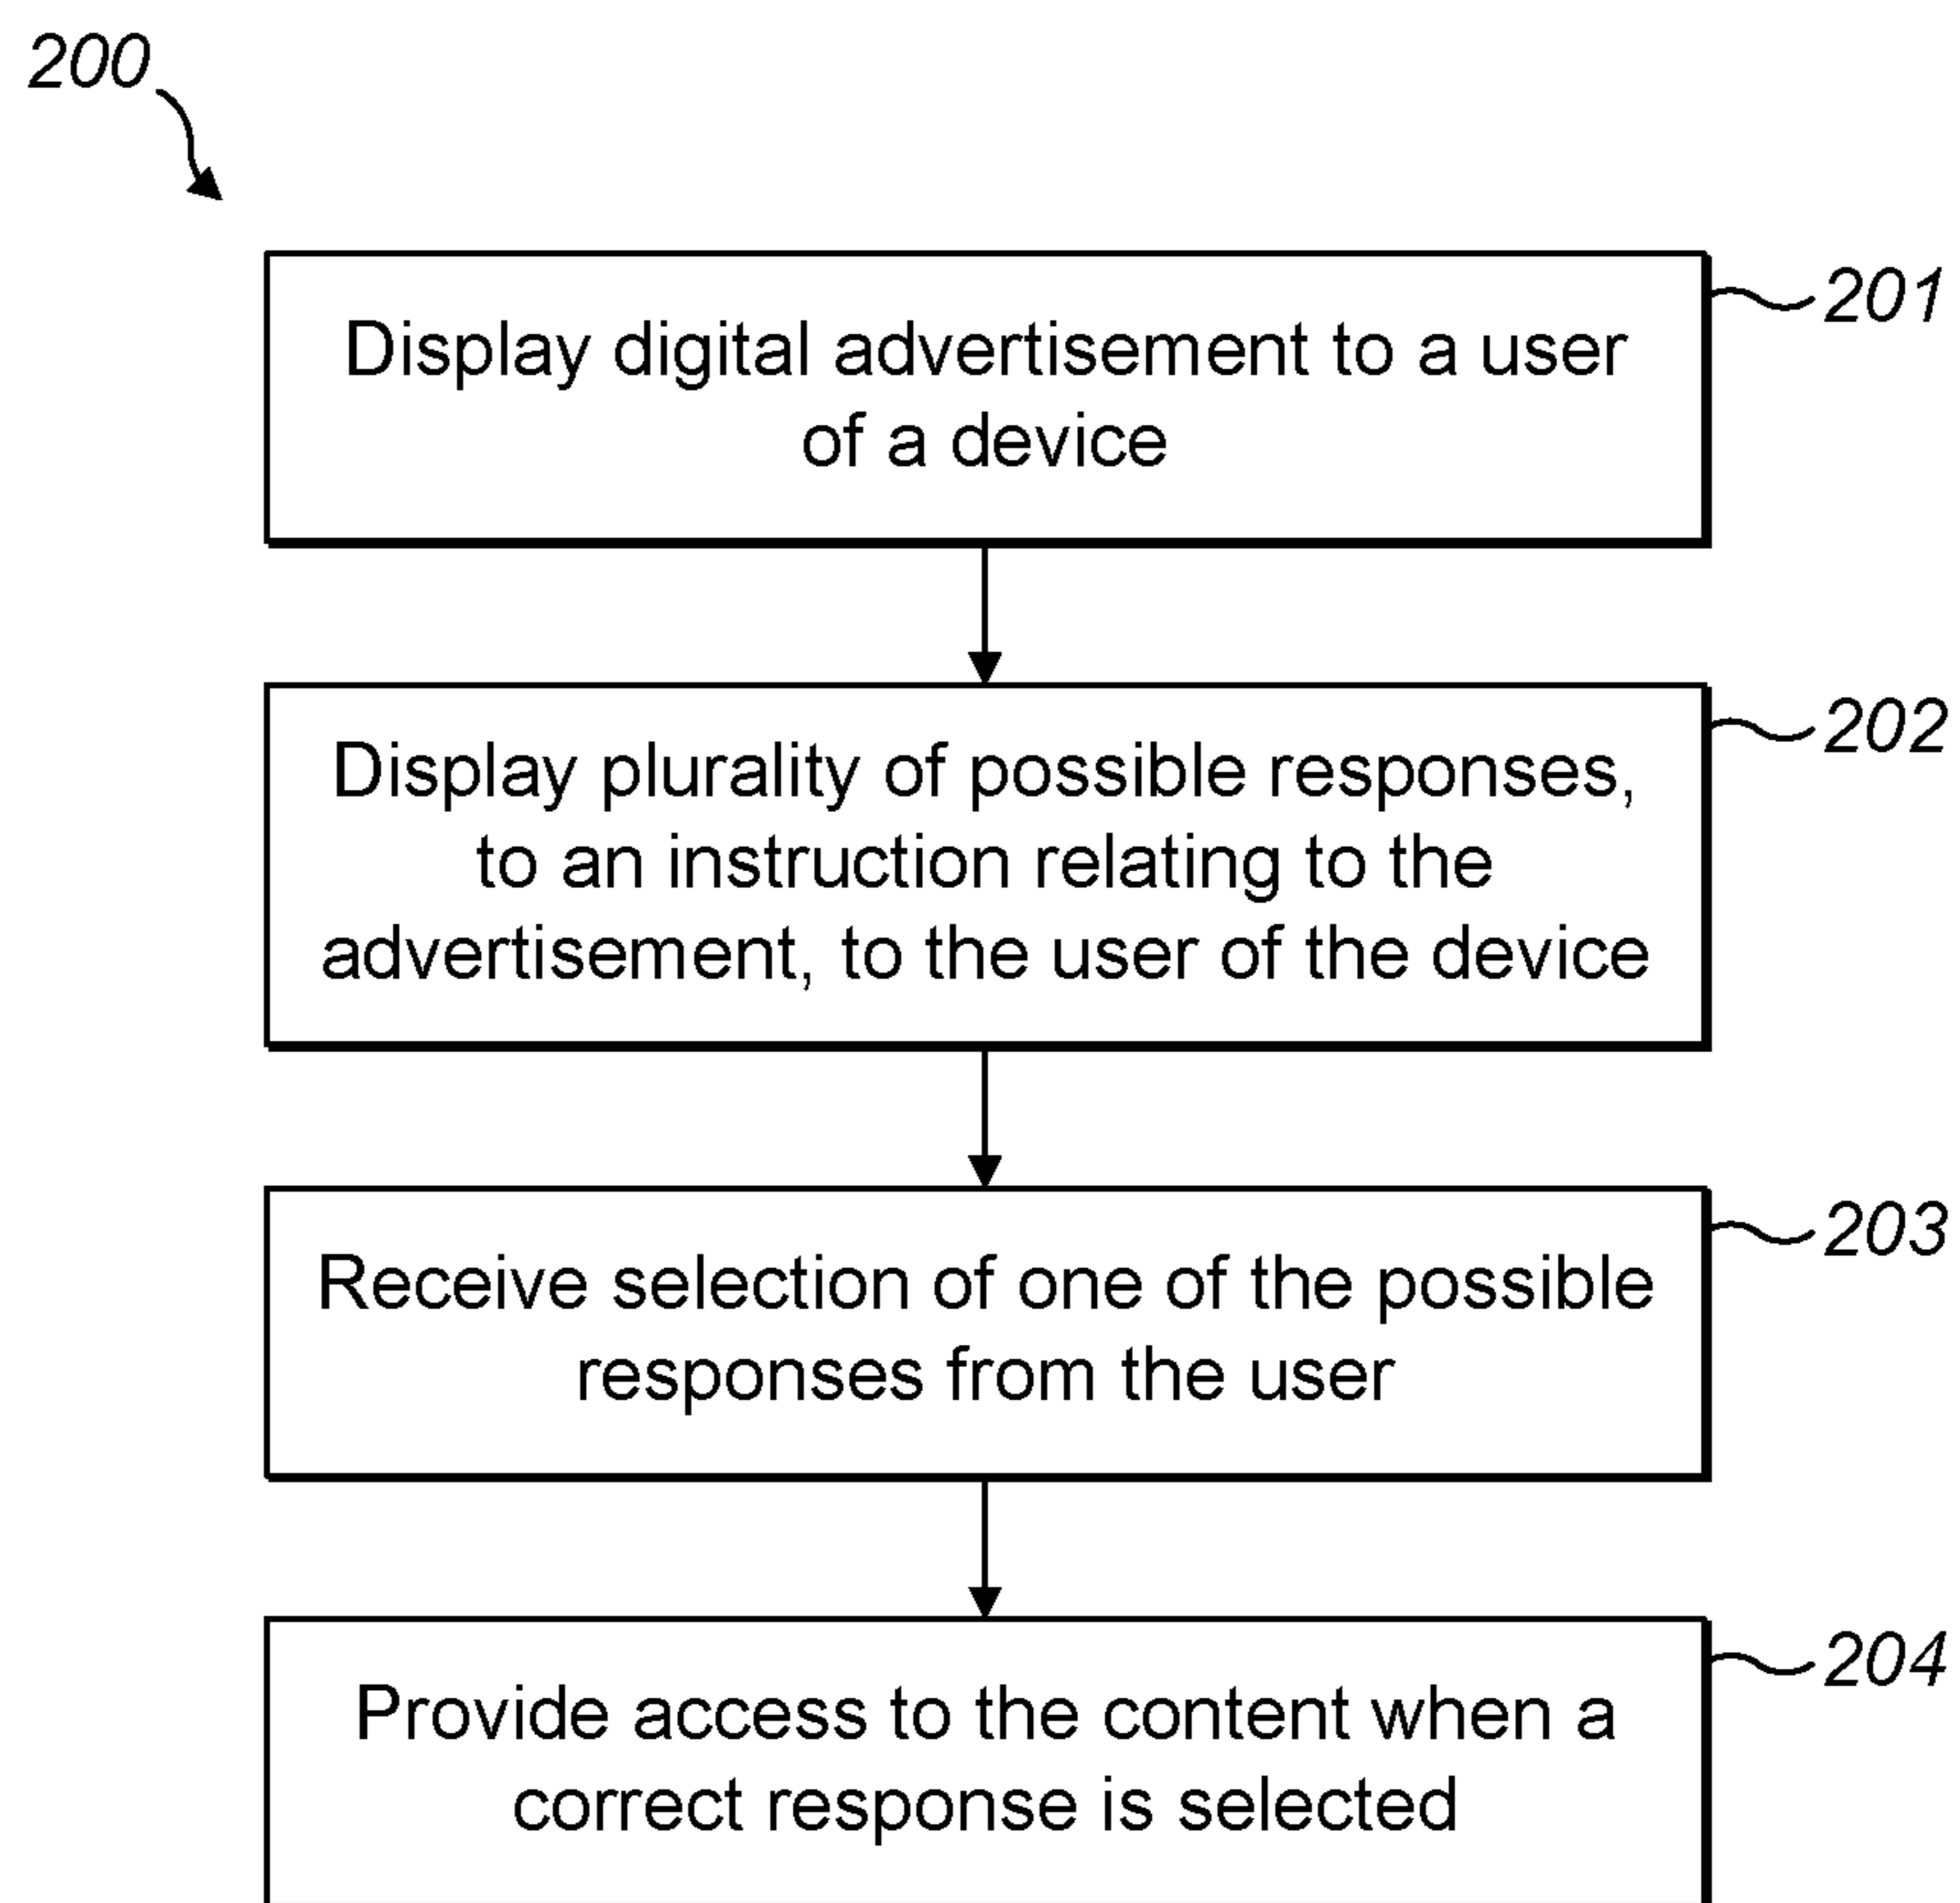 200
201
Display digital advertisement to a user
of a device
202
Display plurality of possible responses,
to an instruction relating to the
advertisement, to the user of the device
203
Receive selection of one of the possible
responses from the user
204
Provide access to the content when a
correct response is selected